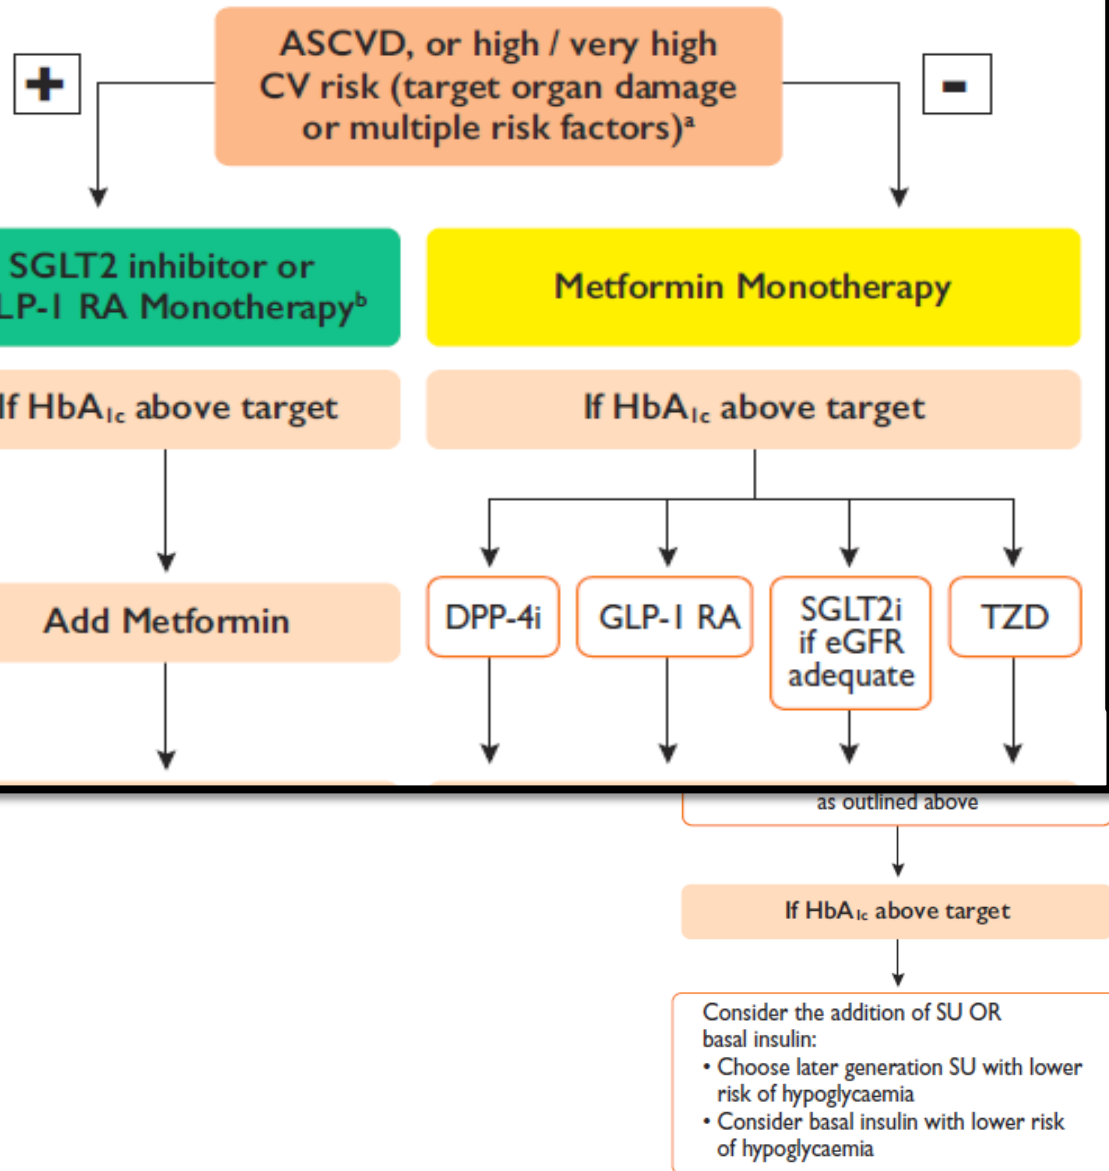 ASCVD, or high / very high
CV risk (target organ damage
or multiple risk factors)ᵃ
+
-
SGLT2 inhibitor or
LP-1 RA Monotherapyᵇ
Metformin Monotherapy
If HbA₁c above target
If HbA₁c above target
Add Metformin
DPP-4i
GLP-1 RA
SGLT2i
if eGFR
adequate
TZD
as outlined above
If HbA₁c above target
Consider the addition of SU OR
basal insulin:
• Choose later generation SU with lower
risk of hypoglycaemia
• Consider basal insulin with lower risk
of hypoglycaemia